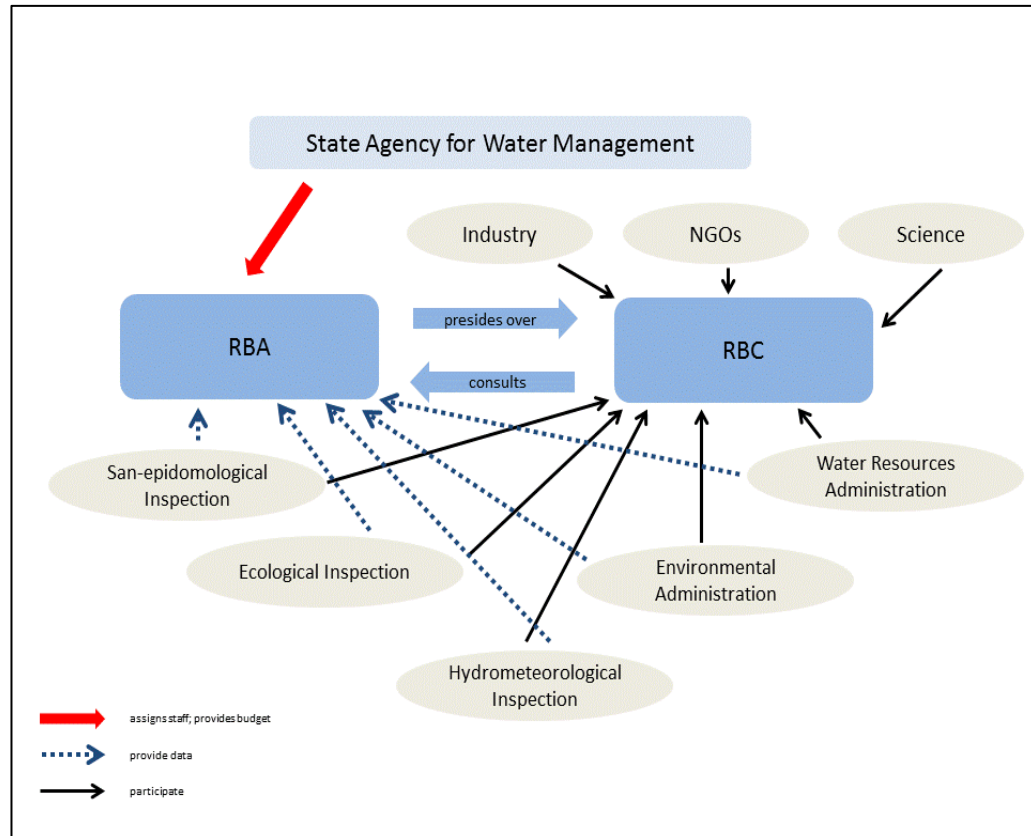 State Agency for Water Management
Industry
NGOs
Science
RBA
presides over
consults
RBC
San-epidomological
Inspection
Water Resources
Administration
Ecological Inspection
Environmental
Administration
Hydrometeorological
Inspection
assigns staff; provides budget
provide data
participate